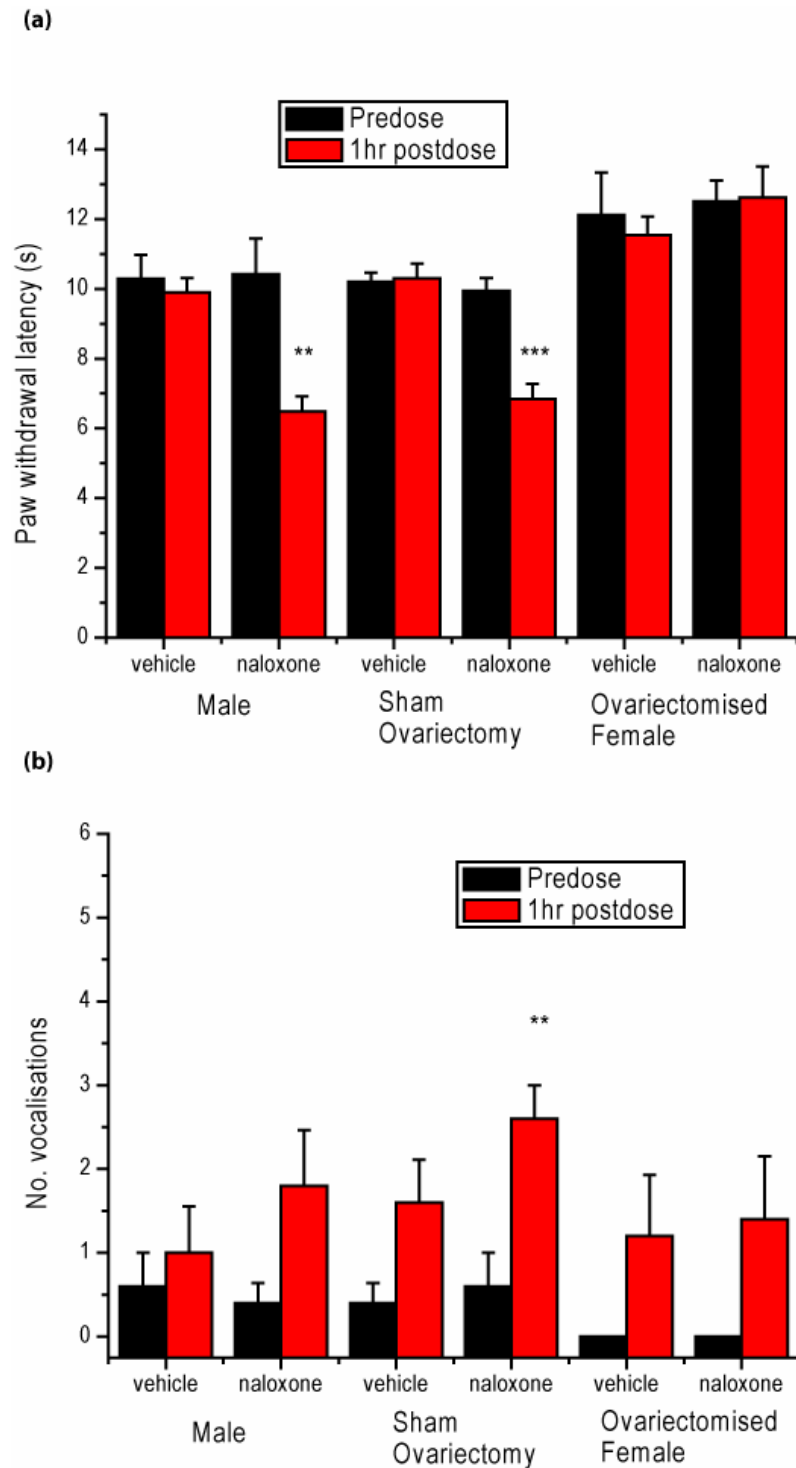 (a)
Predose
1hr postdose
Paw withdrawal latency (s)
14
12
10
8
6
4
2
0
**
***
vehicle naloxone vehicle naloxone vehicle naloxone
Male Sham Ovariectomised
Ovariectomy Female
(b)
Predose
1hr postdose
No. vocalisations
6
5
4
3
2
1
0
**
vehicle naloxone vehicle naloxone vehicle naloxone
Male Sham Ovariectomised
Ovariectomy Female